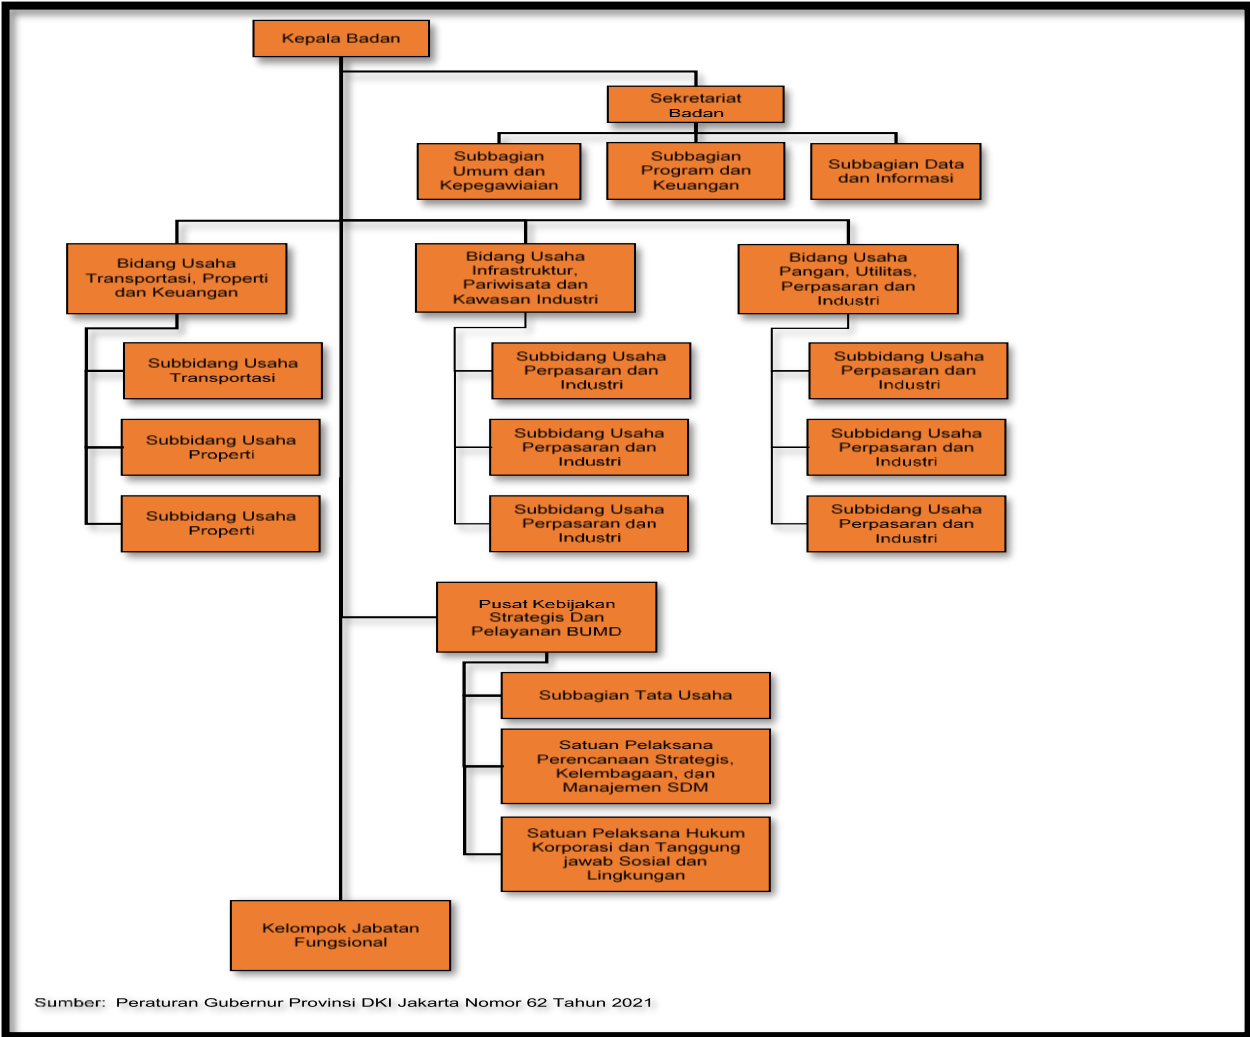 Kepala Badan
Sekretariat
Badan
Subbagian
Umum dan
Kepegawiaian
Subbagian
Program dan
Keuangan
Subbagian Data
dan Informasi
Bidang Usaha
Transportasi, Properti
dan Keuangan
Bidang Usaha
Infrastruktur,
Pariwisata dan
Kawasan Industri
Bidang Usaha
Pangan, Utilitas,
Perpasaran dan
Industri
Subbidang Usaha
Transportasi
Subbidang Usaha
Properti
Subbidang Usaha
Properti
Subbidang Usaha
Perpasaran dan
Industri
Subbidang Usaha
Perpasaran dan
Industri
Subbidang Usaha
Perpasaran dan
Industri
Subbidang Usaha
Perpasaran dan
Industri
Subbidang Usaha
Perpasaran dan
Industri
Subbidang Usaha
Perpasaran dan
Industri
Pusat Kebijakan
Strategis Dan
Pelayanan BUMD
Subbagian Tata Usaha
Satuan Pelaksana
Perencanaan Strategis,
Kelembagaan, dan
Manajemen SDM
Satuan Pelaksana Hukum
Korporasi dan Tanggung
jawab Sosial dan
Lingkungan
Kelompok Jabatan
Fungsional
Sumber: Peraturan Gubernur Provinsi DKI Jakarta Nomor 62 Tahun 2021